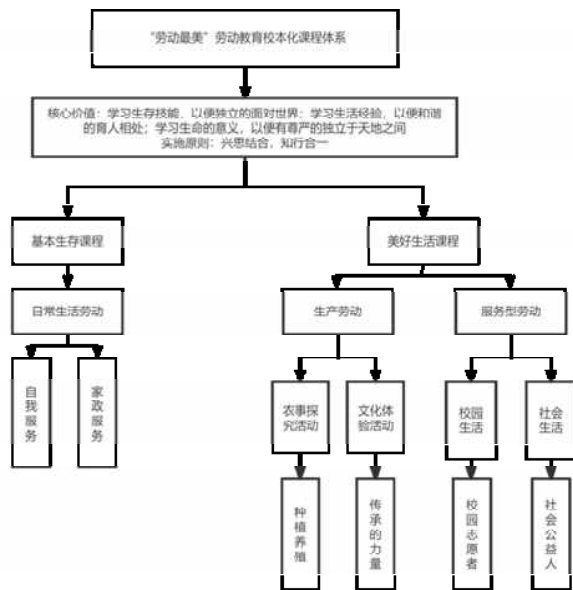 “劳动最美”劳动教育校本化课程体系
核心价值：学习生存技能，以便独立的面对世界；学习生活经验，以便和谐
的育人相处；学习生命的意义，以便有尊严的独立于天地之间
实施原则：兴思结合，知行合一
基本生存课程
美好生活课程
日常生活劳动
生产劳动
服务型劳动
自我服务
家政服务
农事探
究活动
文化体
验活动
校园
生活
社会
生活
种植养殖
传承的力量
校园志愿者
社会公益人